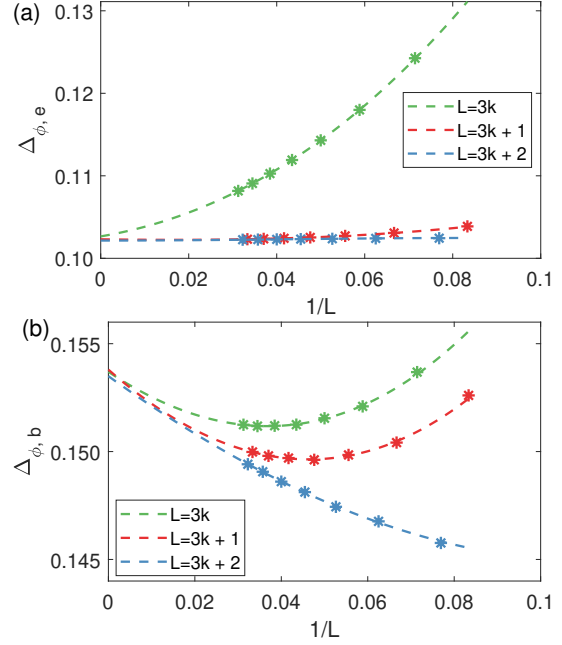 (a)
0.13
0.12
0.11
0.10
Δϕ, e
L=3k
L=3k + 1
L=3k + 2
0 0.02 0.04 0.06 0.08 0.1
1/L
(b)
0.155
0.150
0.145
Δϕ, b
L=3k
L=3k + 1
L=3k + 2
0 0.02 0.04 0.06 0.08 0.1
1/L